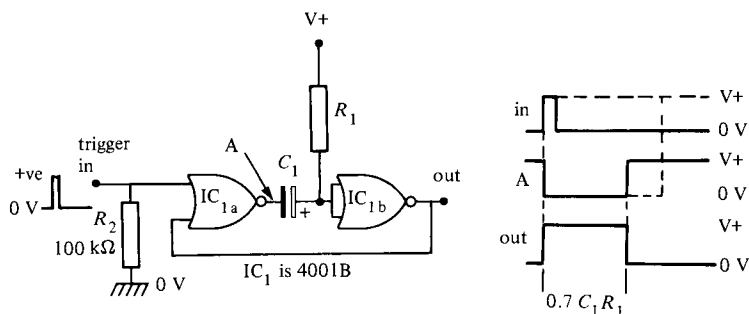 V+
R1
trigger
in
+ve
0 V
R2
100 kΩ
0 V
A
C1
+
IC1a
IC1b
out
IC1 is 4001B
in
V+
0 V
A
V+
0 V
out
V+
0 V
0.7 C1R1